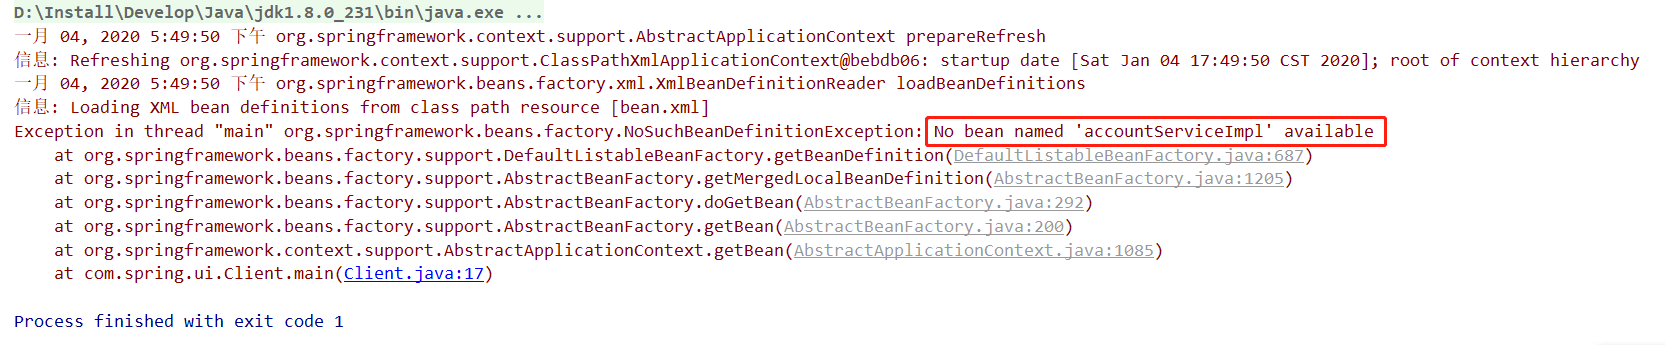 D:\Install\Develop\Java\jdk1.8.0_231\bin\java.exe ...
一月 04, 2020 5:49:50 下午 org.springframework.context.support.AbstractApplicationContext prepareRefresh
信息: Refreshing org.springframework.context.support.ClassPathXmlApplicationContext@bebdb06: startup date [Sat Jan 04 17:49:50 CST 2020]; root of context hierarchy
一月 04, 2020 5:49:50 下午 org.springframework.beans.factory.xml.XmlBeanDefinitionReader loadBeanDefinitions
信息: Loading XML bean definitions from class path resource [bean.xml]
Exception in thread "main" org.springframework.beans.factory.NoSuchBeanDefinitionException: No bean named 'accountServiceImpl' available
    at org.springframework.beans.factory.support.DefaultListableBeanFactory.getBeanDefinition(DefaultListableBeanFactory.java:687)
    at org.springframework.beans.factory.support.AbstractBeanFactory.getMergedLocalBeanDefinition(AbstractBeanFactory.java:1205)
    at org.springframework.beans.factory.support.AbstractBeanFactory.doGetBean(AbstractBeanFactory.java:292)
    at org.springframework.beans.factory.support.AbstractBeanFactory.getBean(AbstractBeanFactory.java:200)
    at org.springframework.context.support.AbstractApplicationContext.getBean(AbstractApplicationContext.java:1085)
    at com.spring.ui.Client.main(Client.java:17)
Process finished with exit code 1